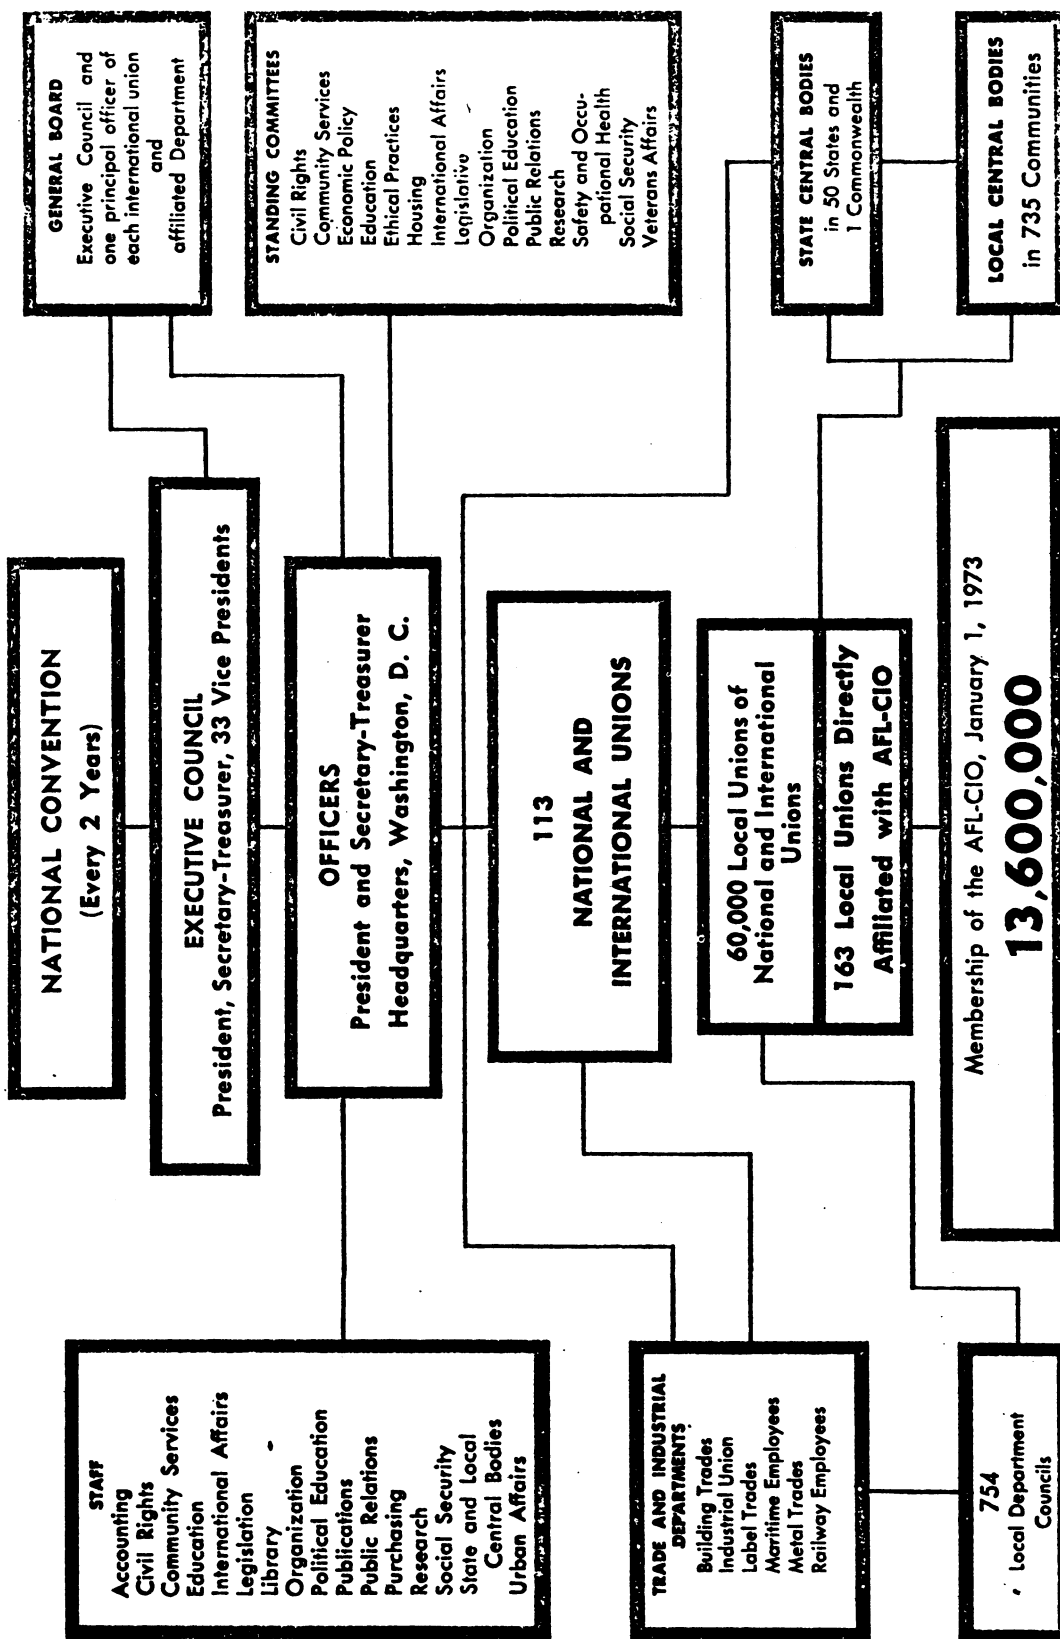 NATIONAL CONVENTION
(Every 2 Years)
EXECUTIVE COUNCIL
President, Secretary-Treasurer, 33 Vice Presidents
GENERAL BOARD
Executive Council and
one principal officer of
each international union
and
affiliated Department
OFFICERS
President and Secretary-Treasurer
Headquarters, Washington, D. C.
STAFF
Accounting
Civil Rights
Community Services
Education
International Affairs
Legislation
Library
Organization
Political Education
Publications
Public Relations
Purchasing
Research
Social Security
State and Local
Central Bodies
Urban Affairs
STANDING COMMITTEES
Civil Rights
Community Services
Economic Policy
Education
Ethical Practices
Housing
International Affairs
Legislative
Organization
Political Education
Public Relations
Research
Safety and Occu-
pational Health
Social Security
Veterans Affairs
113
NATIONAL AND
INTERNATIONAL UNIONS
TRADE AND INDUSTRIAL
DEPARTMENTS
Building Trades
Industrial Union
Label Trades
Maritime Employees
Metal Trades
Railway Employees
60,000 Local Unions of
National and International
Unions
163 Local Unions Directly
Affiliated with AFL-CIO
STATE CENTRAL BODIES
in 50 States and
1 Commonwealth
754
Local Department
Councils
Membership of the AFL-CIO, January 1, 1973
13,600,000
LOCAL CENTRAL BODIES
in 735 Communities